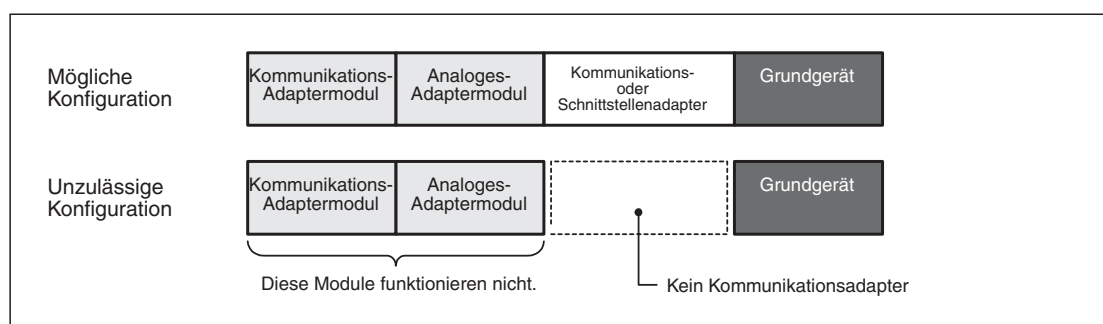 Mögliche
Konfiguration
Kommunikations-
Adaptermodul
Analoges-
Adaptermodul
Kommunikations-
oder
Schnittstellenadapter
Grundgerät
Unzulässige
Konfiguration
Kommunikations-
Adaptermodul
Analoges-
Adaptermodul
Grundgerät
Diese Module funktionieren nicht.
Kein Kommunikationsadapter